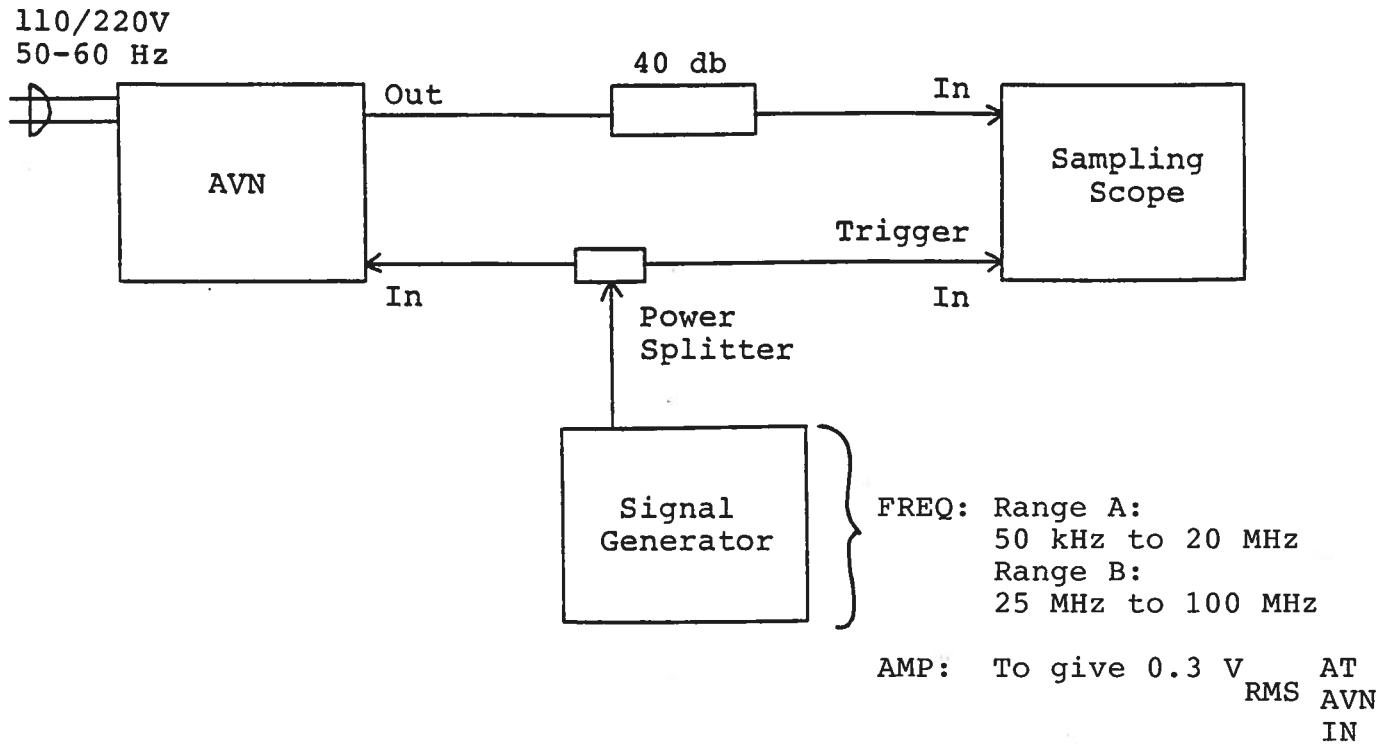 110/220V
50-60 Hz
40 db
Out
In
AVN
Sampling
Scope
Trigger
In
In
Power
Splitter
Signal
Generator
FREQ: Range A:
50 kHz to 20 MHz
Range B:
25 MHz to 100 MHz
AMP: To give 0.3 V RMS AT
AVN
IN